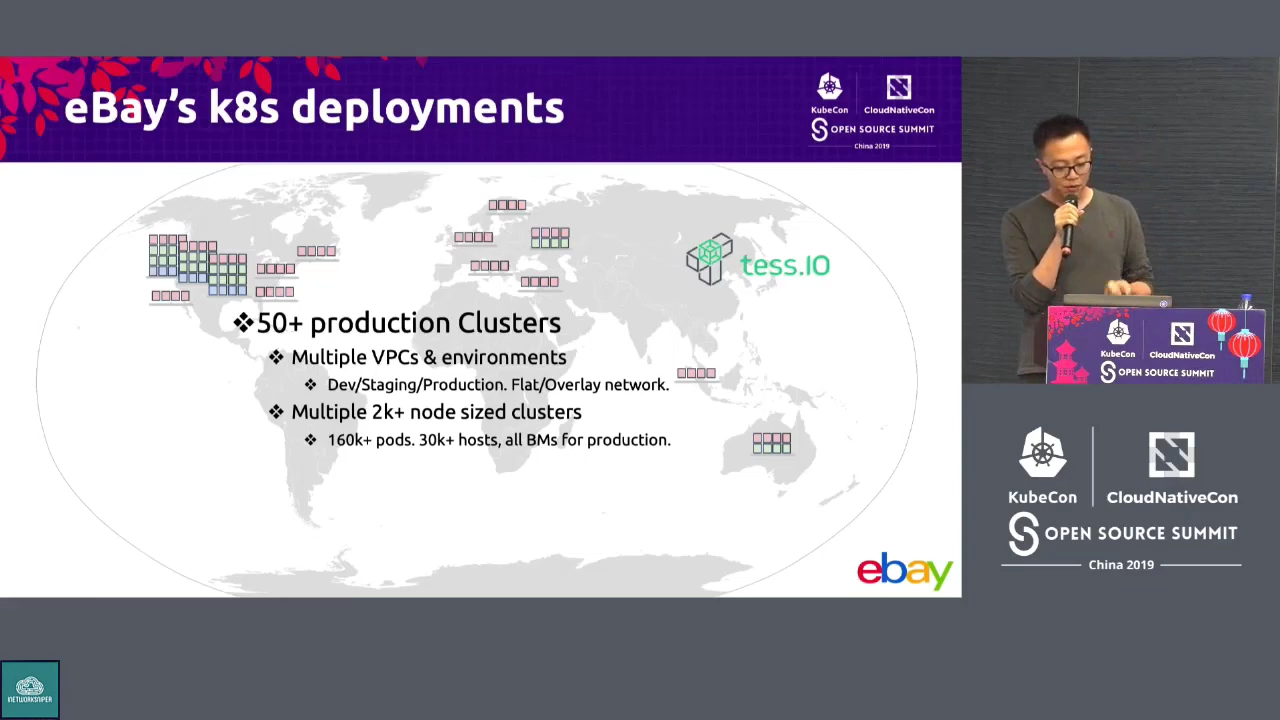 eBay's k8s deployments
KubeCon
CloudNativeCon
OPEN SOURCE SUMMIT
China 2019
tess.IO
❖50+ production Clusters
❖ Multiple VPCs & environments
❖ Dev/Staging/Production. Flat/Overlay network.
❖ Multiple 2k+ node sized clusters
❖ 160k+ pods. 30k+ hosts, all BMs for production.
ebay
KubeCon
CloudNativeCon
OPEN SOURCE SUMMIT
KubeCon
CloudNativeCon
OPEN SOURCE SUMMIT
China 2019
INETWORKSNIPER